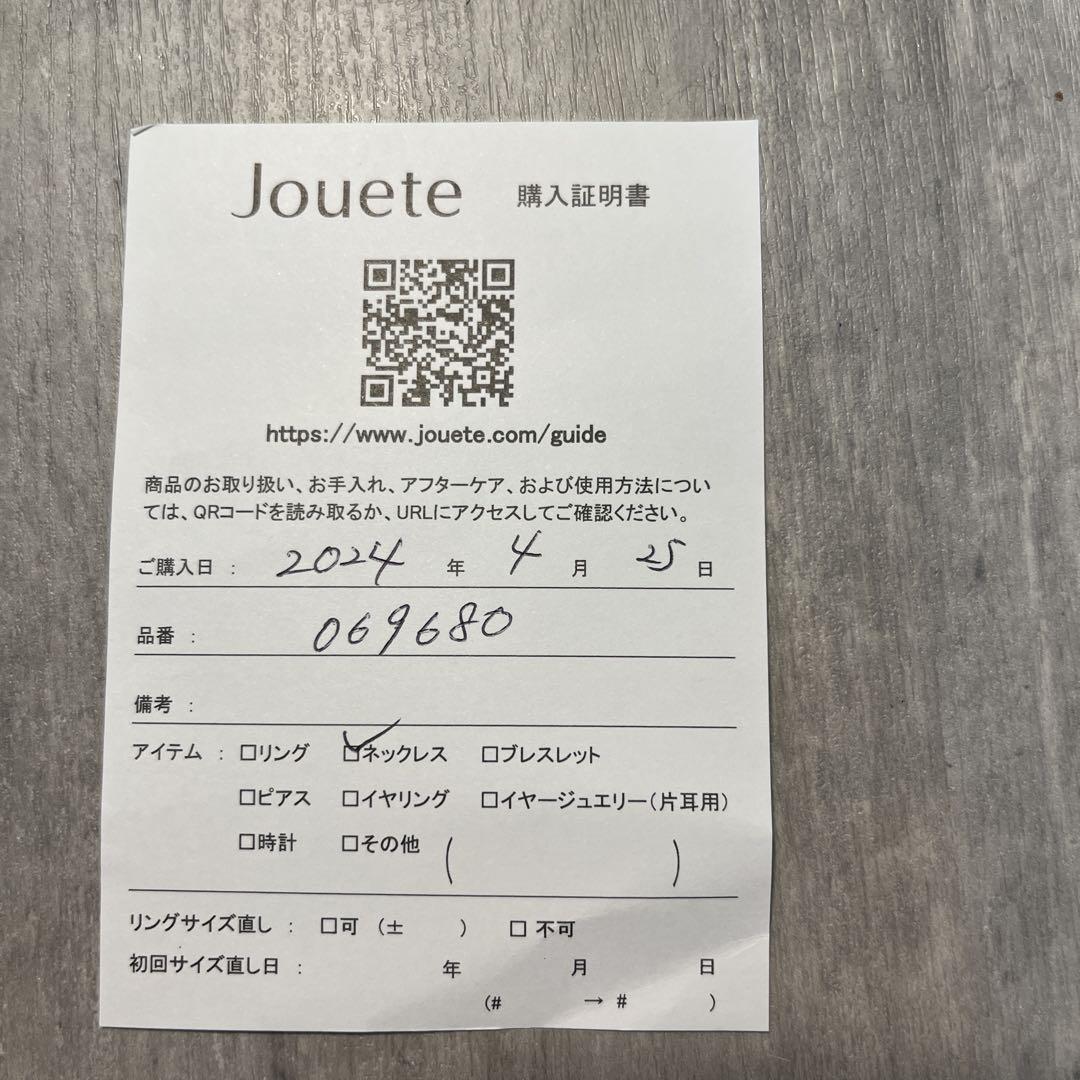 Jouete 購入証明書
https://www.jouete.com/guide
商品のお取り扱い、お手入れ、アフターケア、および使用方法につい
ては、QRコードを読み取るか、URLにアクセスしてご確認ください。
ご購入日 : 2024 年 4 月 25 日
品番 : 069680
備考 :
アイテム : □リング ☑ネックレス □ブレスレット
□ピアス □イヤリング □イヤージュエリー(片耳用)
□時計 □その他 ( )
リングサイズ直し : □可 (± ) □ 不可
初回サイズ直し日 : 年 月 日
(# → # )